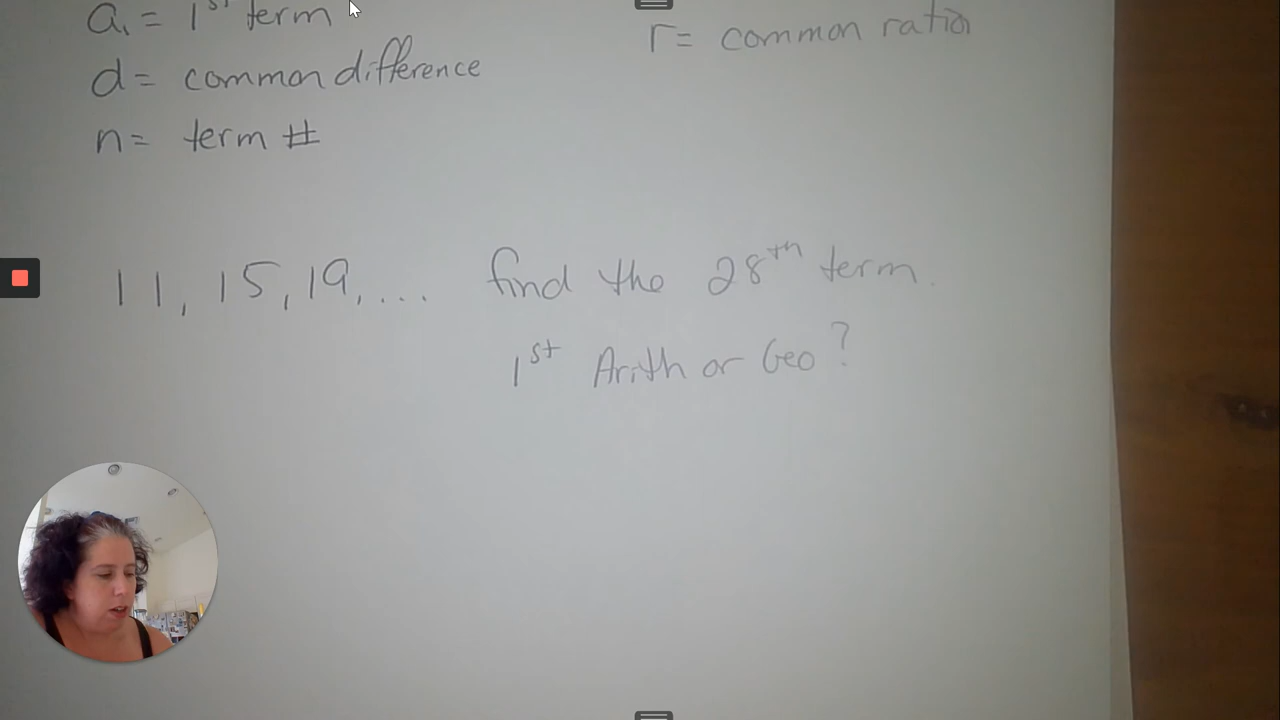 a₁ = 1st term
r = common ratio
d = common difference
n = term #
11, 15, 19, ... find the 28th term.
1st Arith or Geo?